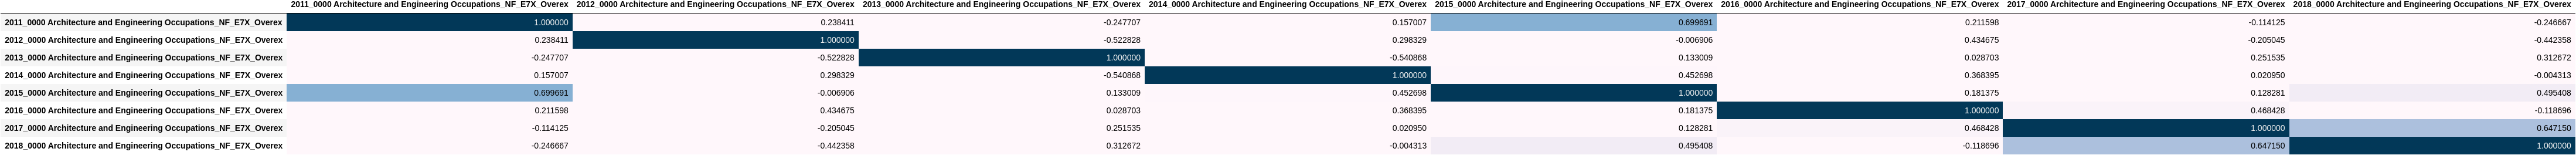 2011_0000 Architecture and Engineering Occupations_NF_E7X_Overex 2012_0000 Architecture and Engineering Occupations_NF_E7X_Overex 2013_0000 Architecture and Engineering Occupations_NF_E7X_Overex 2014_0000 Architecture and Engineering Occupations_NF_E7X_Overex 2015_0000 Architecture and Engineering Occupations_NF_E7X_Overex 2016_0000 Architecture and Engineering Occupations_NF_E7X_Overex 2017_0000 Architecture and Engineering Occupations_NF_E7X_Overex 2018_0000 Architecture and Engineering Occupations_NF_E7X_Overex
2011_0000 Architecture and Engineering Occupations_NF_E7X_Overex 1.000000 0.238411 -0.247707 0.157007 0.699691 0.211598 -0.114125 -0.246667
2012_0000 Architecture and Engineering Occupations_NF_E7X_Overex 0.238411 1.000000 -0.522828 0.298329 -0.006906 0.434675 -0.205045 -0.442358
2013_0000 Architecture and Engineering Occupations_NF_E7X_Overex -0.247707 -0.522828 1.000000 -0.540868 0.133009 0.028703 0.251535 0.312672
2014_0000 Architecture and Engineering Occupations_NF_E7X_Overex 0.157007 0.298329 -0.540868 1.000000 0.452698 0.368395 0.020950 -0.004313
2015_0000 Architecture and Engineering Occupations_NF_E7X_Overex 0.699691 -0.006906 0.133009 0.452698 1.000000 0.181375 0.128281 0.495408
2016_0000 Architecture and Engineering Occupations_NF_E7X_Overex 0.211598 0.434675 0.028703 0.368395 0.181375 1.000000 0.468428 -0.118696
2017_0000 Architecture and Engineering Occupations_NF_E7X_Overex -0.114125 -0.205045 0.251535 0.020950 0.128281 0.468428 1.000000 0.647150
2018_0000 Architecture and Engineering Occupations_NF_E7X_Overex -0.246667 -0.442358 0.312672 -0.004313 0.495408 -0.118696 0.647150 1.000000